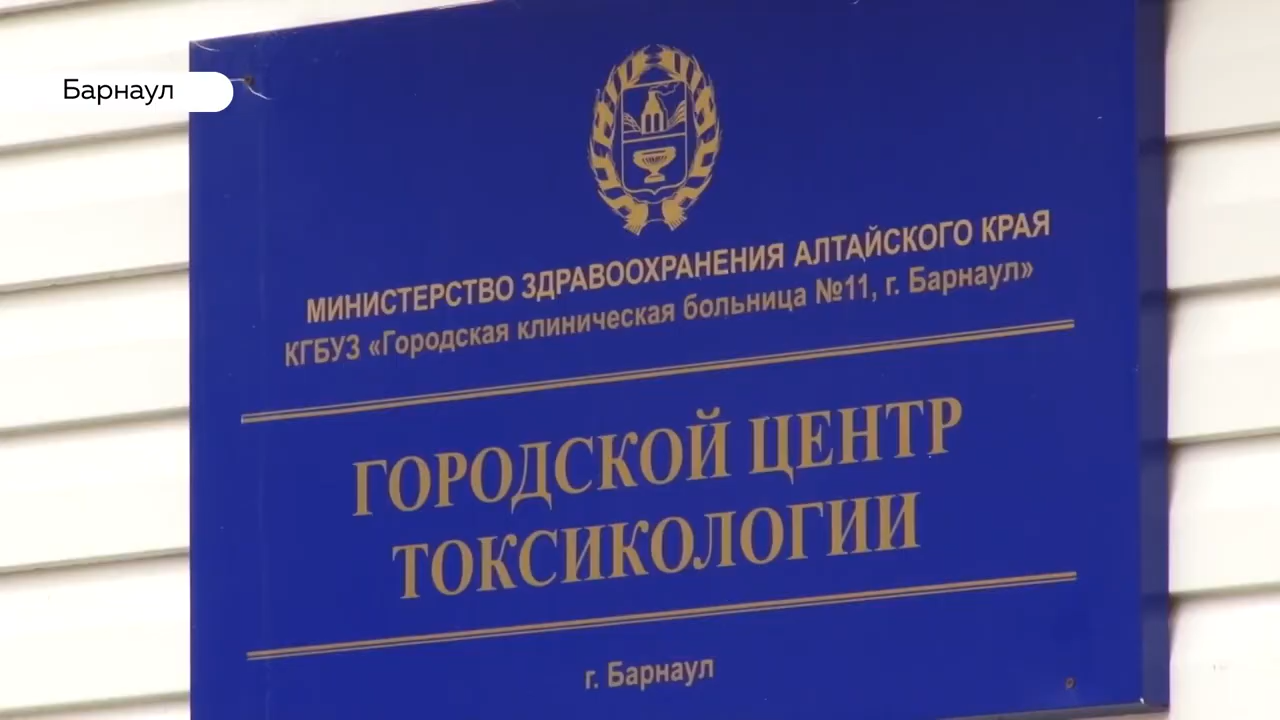 Барнаул
МИНИСТЕРСТВО ЗДРАВООХРАНЕНИЯ АЛТАЙСКОГО КРАЯ
КГБУЗ «Городская клиническая больница №11, г. Барнаул»
ГОРОДСКОЙ ЦЕНТР
ТОКСИКОЛОГИИ
г. Барнаул